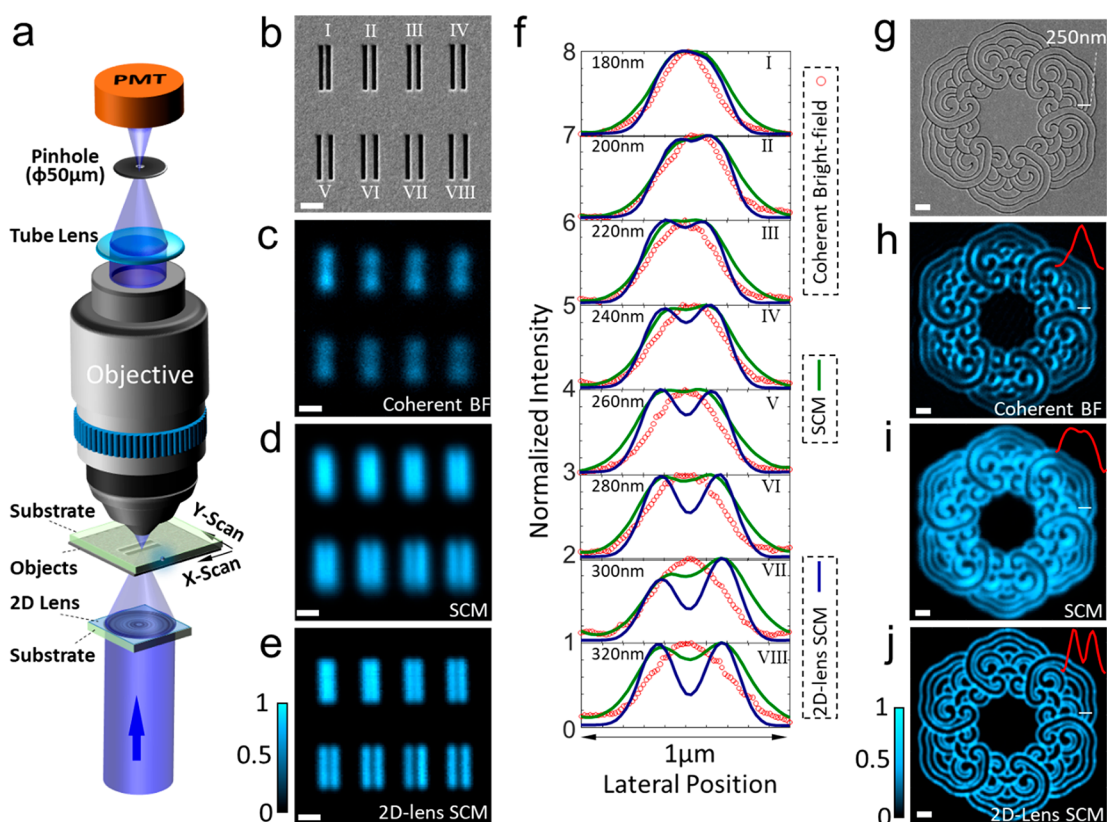 a
PMT
Pinhole
(ϕ50μm)
Tube Lens
Objective
Substrate
Objects
2D Lens
Substrate
Y-Scan
X-Scan
b
I II III IV
V VI VII VIII
c
Coherent BF
d
SCM
e
1
0.5
0
2D-lens SCM
f
Normalized Intensity
8
7
6
5
4
3
2
1
0
180nm I
200nm II
220nm III
240nm IV
260nm V
280nm VI
300nm VII
320nm VIII
1μm
Lateral Position
Coherent Bright-field
SCM
2D-lens SCM
g
250nm
h
Coherent BF
i
SCM
j
1
0.5
0
2D-Lens SCM